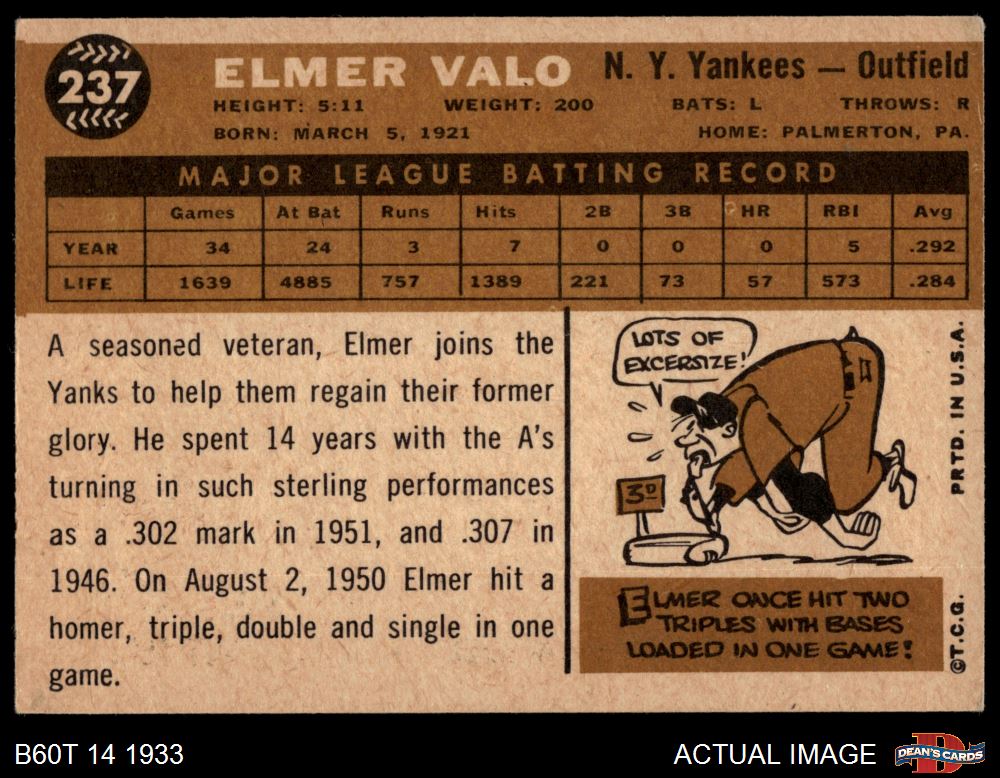 237
ELMER VALO
N. Y. Yankees — Outfield
HEIGHT: 5:11 WEIGHT: 200 BATS: L THROWS: R
BORN: MARCH 5, 1921 HOME: PALMERTON, PA.
MAJOR LEAGUE BATTING RECORD
Games At Bat Runs Hits 2B 3B HR RBI Avg
YEAR 34 24 3 7 0 0 0 5 .292
LIFE 1639 4885 757 1389 221 73 57 573 .284
A seasoned veteran, Elmer joins the
Yanks to help them regain their former
glory. He spent 14 years with the A's
turning in such sterling performances
as a .302 mark in 1951, and .307 in
1946. On August 2, 1950 Elmer hit a
homer, triple, double and single in one
game.
LOTS OF
EXCERSIZE!
3D
ELMER ONCE HIT TWO
TRIPLES WITH BASES
LOADED IN ONE GAME!
PRTD. IN U.S.A.
©T.C.G.
B60T 14 1933
ACTUAL IMAGE
DEAN'S CARDS